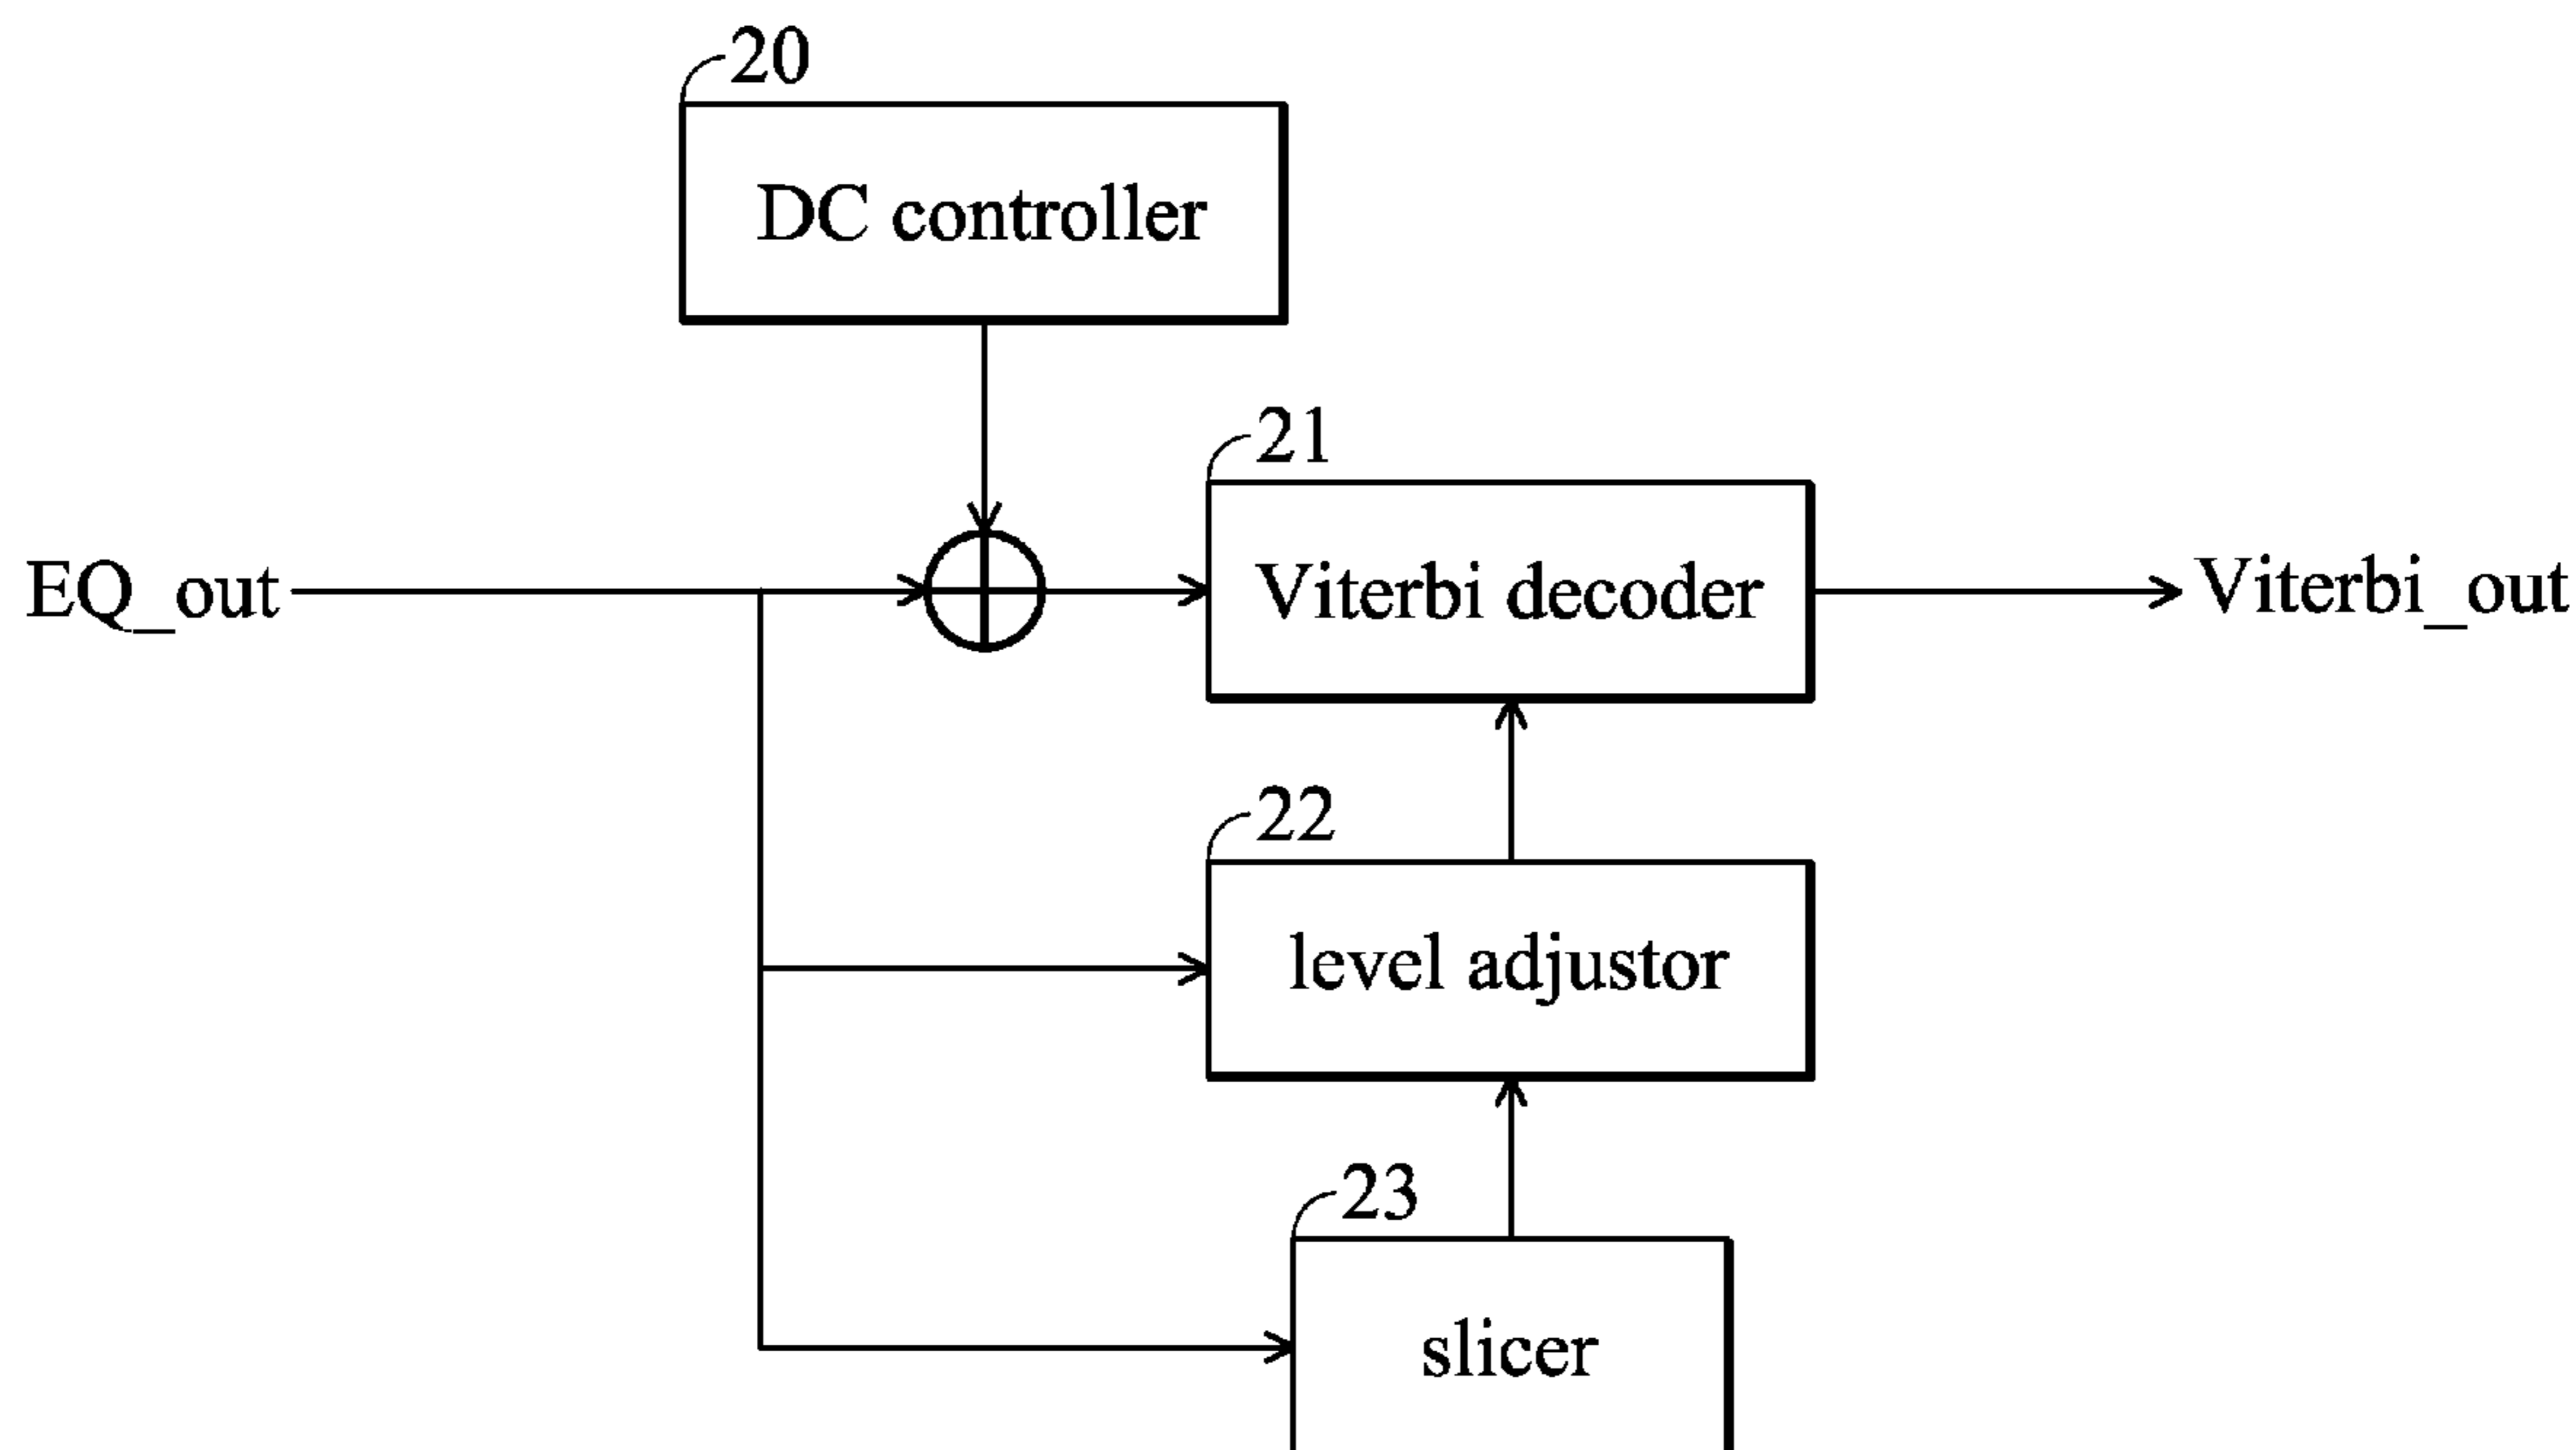 20
DC controller
21
EQ_out
Viterbi decoder
Viterbi_out
22
level adjustor
23
slicer